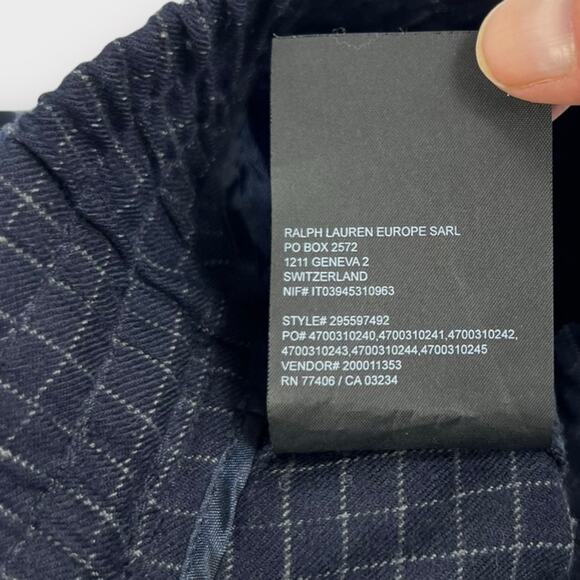 RALPH LAUREN EUROPE SARL
PO BOX 2572
1211 GENEVA 2
SWITZERLAND
NIF# IT03945310963
STYLE# 295597492
PO# 4700310240,4700310241,4700310242,
4700310243,4700310244,4700310245
VENDOR# 200011353
RN 77406 / CA 03234